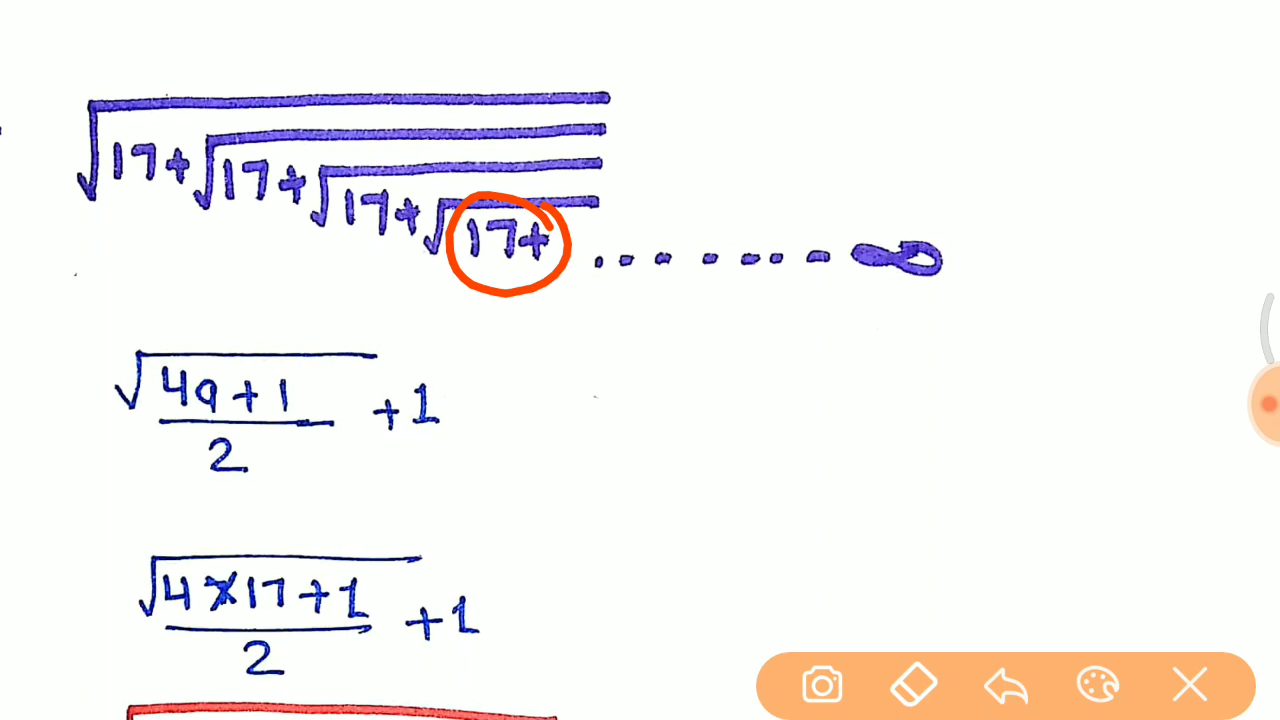 √17+√17+√17+√17+ ........ ∞
√4a+1 + 1
2
√4×17+1 + 1
2